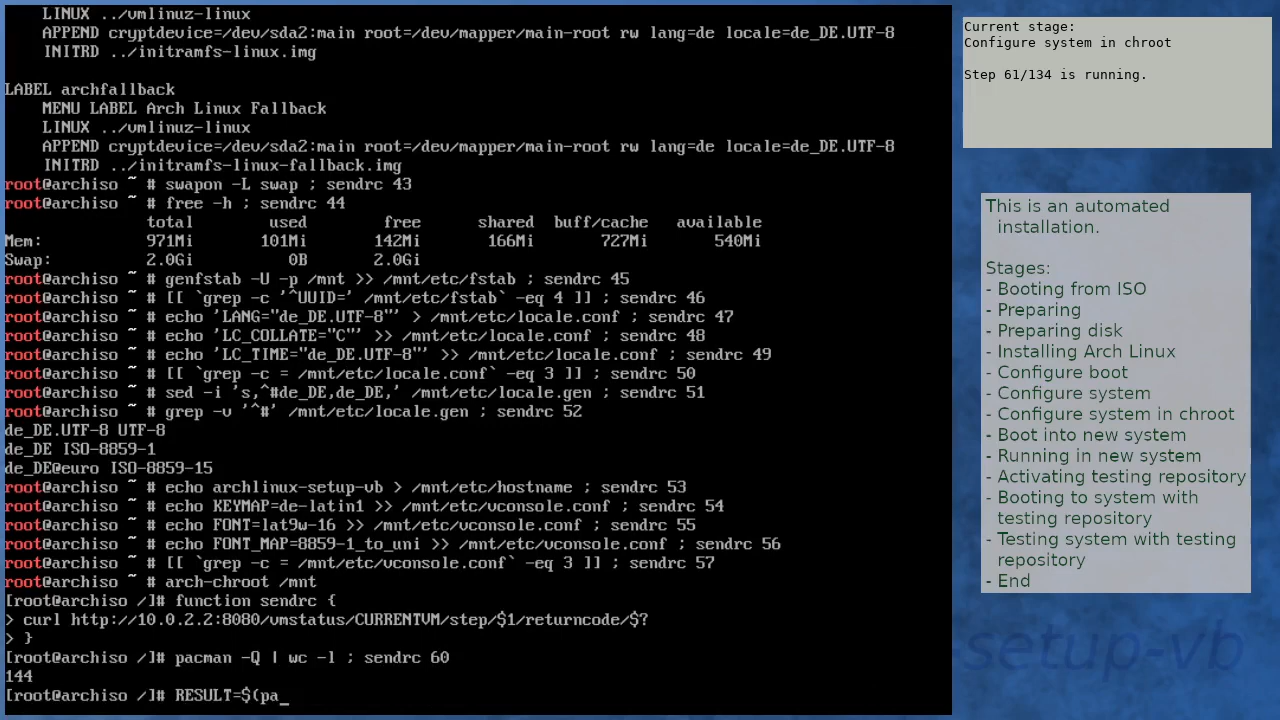 LINUX ../vmlinuz-linux
APPEND cryptdevice=/dev/sda2:main root=/dev/mapper/main-root rw lang=de locale=de_DE.UTF-8
INITRD ../initramfs-linux.img
LABEL archfallback
MENU LABEL Arch Linux Fallback
LINUX ../vmlinuz-linux
APPEND cryptdevice=/dev/sda2:main root=/dev/mapper/main-root rw lang=de locale=de_DE.UTF-8
INITRD ../initramfs-linux-fallback.img
root@archiso ~ # swapon -L swap ; sendrc 43
root@archiso ~ # free -h ; sendrc 44
total used free shared buff/cache available
Mem: 971Mi 101Mi 142Mi 166Mi 727Mi 540Mi
Swap: 2.0Gi 0B 2.0Gi
root@archiso ~ # genfstab -U -p /mnt >> /mnt/etc/fstab ; sendrc 45
root@archiso ~ # [[ `grep -c '^UUID=' /mnt/etc/fstab` -eq 4 ]] ; sendrc 46
root@archiso ~ # echo 'LANG="de_DE.UTF-8"' > /mnt/etc/locale.conf ; sendrc 47
root@archiso ~ # echo 'LC_COLLATE="C"' >> /mnt/etc/locale.conf ; sendrc 48
root@archiso ~ # echo 'LC_TIME="de_DE.UTF-8"' >> /mnt/etc/locale.conf ; sendrc 49
root@archiso ~ # [[ `grep -c = /mnt/etc/locale.conf` -eq 3 ]] ; sendrc 50
root@archiso ~ # sed -i 's,^#de_DE,de_DE,' /mnt/etc/locale.gen ; sendrc 51
root@archiso ~ # grep -v '^#' /mnt/etc/locale.gen ; sendrc 52
de_DE.UTF-8 UTF-8
de_DE ISO-8859-1
de_DE@euro ISO-8859-15
root@archiso ~ # echo archlinux-setup-vb > /mnt/etc/hostname ; sendrc 53
root@archiso ~ # echo KEYMAP=de-latin1 >> /mnt/etc/vconsole.conf ; sendrc 54
root@archiso ~ # echo FONT=lat9w-16 >> /mnt/etc/vconsole.conf ; sendrc 55
root@archiso ~ # echo FONT_MAP=8859-1_to_uni >> /mnt/etc/vconsole.conf ; sendrc 56
root@archiso ~ # [[ `grep -c = /mnt/etc/vconsole.conf` -eq 3 ]] ; sendrc 57
root@archiso ~ # arch-chroot /mnt
[root@archiso /]# function sendrc {
> curl http://10.0.2.2:8080/vmstatus/CURRENTVM/step/$1/returncode/$?
> }
[root@archiso /]# pacman -Q | wc -l ; sendrc 60
144
[root@archiso /]# RESULT=$(pa_
Current stage:
Configure system in chroot
Step 61/134 is running.
This is an automated
installation.
Stages:
- Booting from ISO
- Preparing
- Preparing disk
- Installing Arch Linux
- Configure boot
- Configure system
- Configure system in chroot
- Boot into new system
- Running in new system
- Activating testing repository
- Booting to system with
testing repository
- Testing system with testing
repository
- End
setup-vb